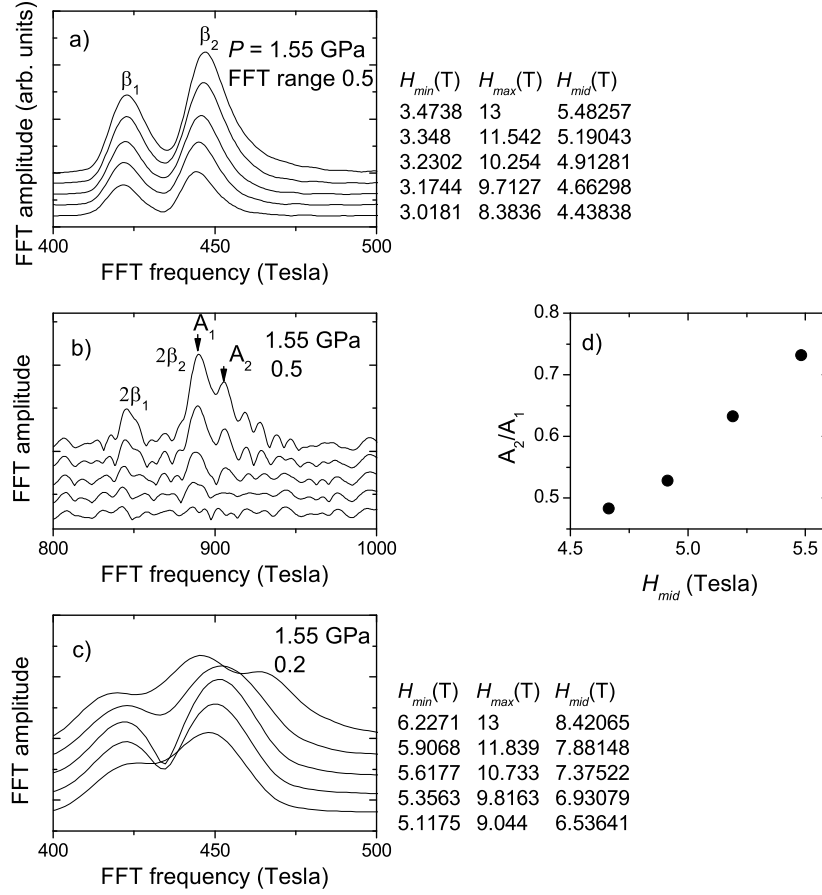 a)
β1
β2
P = 1.55 GPa
FFT range 0.5
FFT amplitude (arb. units)
400 450 500
FFT frequency (Tesla)
Hmin(T) Hmax(T) Hmid(T)
3.4738 13 5.48257
3.348 11.542 5.19043
3.2302 10.254 4.91281
3.1744 9.7127 4.66298
3.0181 8.3836 4.43838
b)
2β1
2β2
A1
A2
1.55 GPa
0.5
FFT amplitude
800 900 1000
FFT frequency (Tesla)
d)
0.8
0.7
0.6
0.5
A2/A1
4.5 5.0 5.5
Hmid (Tesla)
c)
1.55 GPa
0.2
FFT amplitude
400 450 500
FFT frequency (Tesla)
Hmin(T) Hmax(T) Hmid(T)
6.2271 13 8.42065
5.9068 11.839 7.88148
5.6177 10.733 7.37522
5.3563 9.8163 6.93079
5.1175 9.044 6.53641